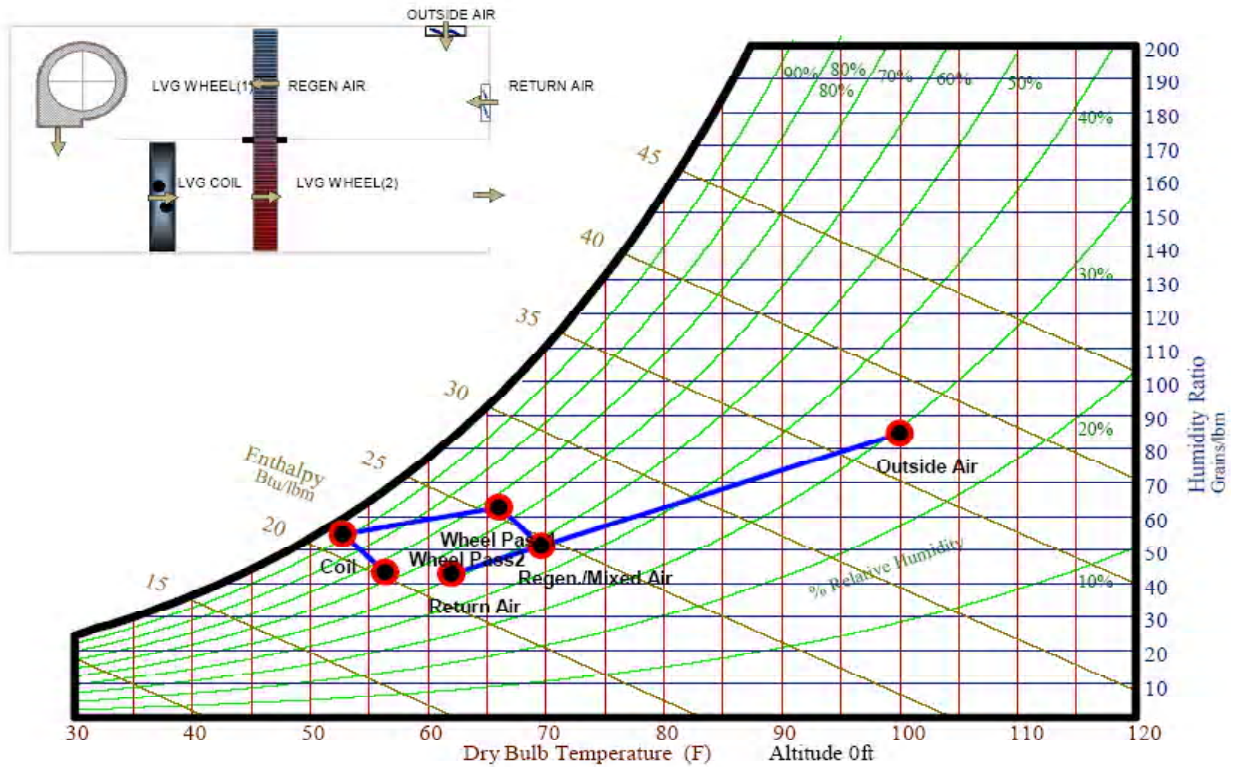 OUTSIDE AIR
LVG WHEEL(1)
REGEN AIR
RETURN AIR
LVG COIL
LVG WHEEL(2)
90%
80%
70%
60%
50%
80%
40%
30%
20%
10%
45
40
35
30
25
20
15
Enthalpy
Btu/lbm
200
190
180
170
160
150
140
130
120
110
100
90
80
70
60
50
40
30
20
10
Humidity Ratio
Grains/lbm
Outside Air
Wheel Pass1
Wheel Pass2
Coil
Regen./Mixed Air
Return Air
% Relative Humidity
30
40
50
60
70
80
90
100
110
120
Dry Bulb Temperature (F)
Altitude 0ft